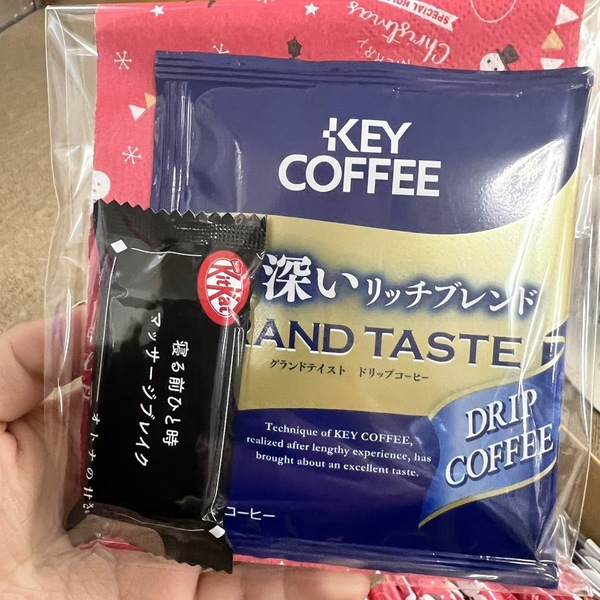 SPECIAL HOLI
MERRY
Christmas
KEY
COFFEE
深いリッチブレンド
RAND TASTE
グランドテイスト ドリップコーヒー
DRIP
COFFEE
Technique of KEY COFFEE,
realized after lengthy experience, has
brought about an excellent taste.
コーヒー
KitKat
寝る前ひと時
マッサージブレイク
オトナの